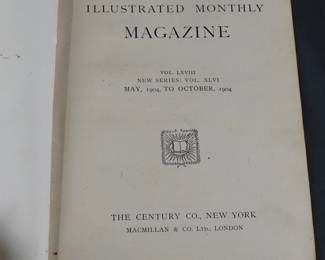 ILLUSTRATED MONTHLY
MAGAZINE
VOL. LXVIII
NEW SERIES: VOL. XLVI
MAY, 1904, TO OCTOBER, 1904
THE CENTURY CO., NEW YORK
MACMILLAN & CO. LTD., LONDON